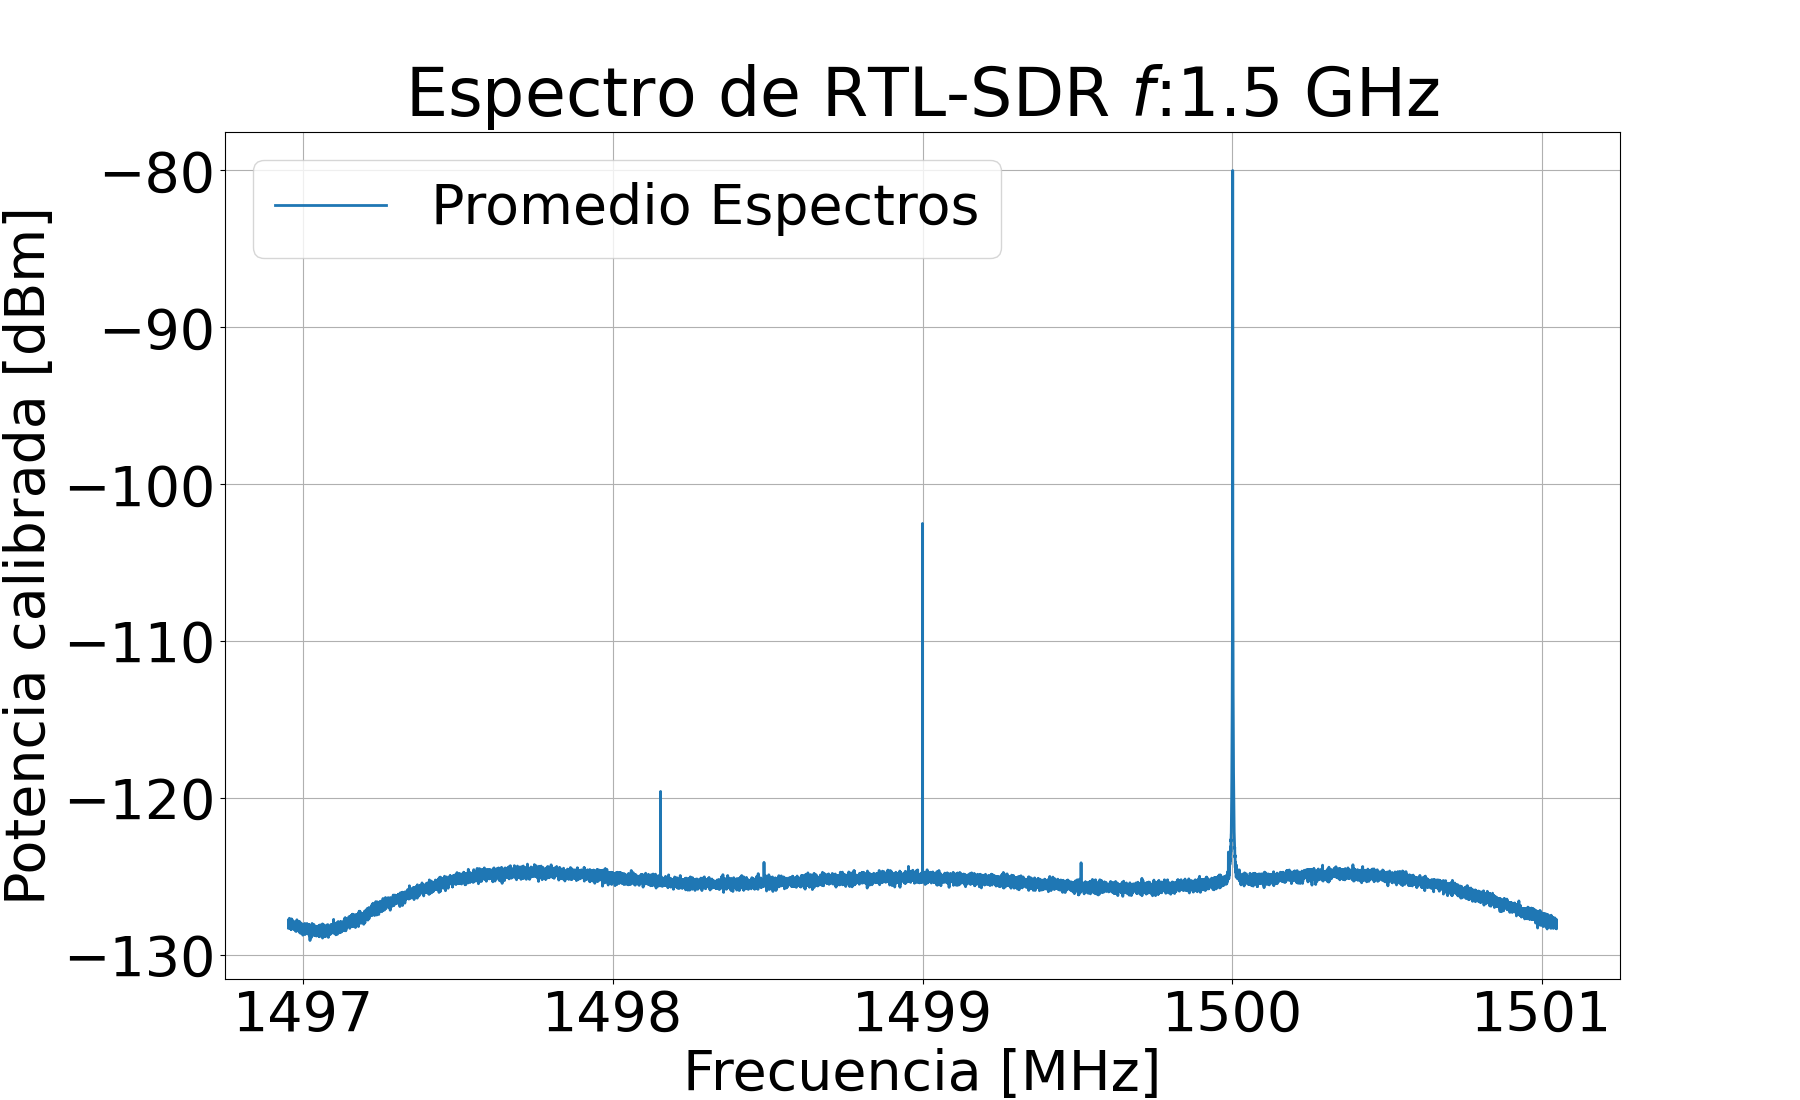 Espectro de RTL-SDR f:1.5 GHz
Promedio Espectros
Potencia calibrada [dBm]
−80
−90
−100
−110
−120
−130
1497 1498 1499 1500 1501
Frecuencia [MHz]